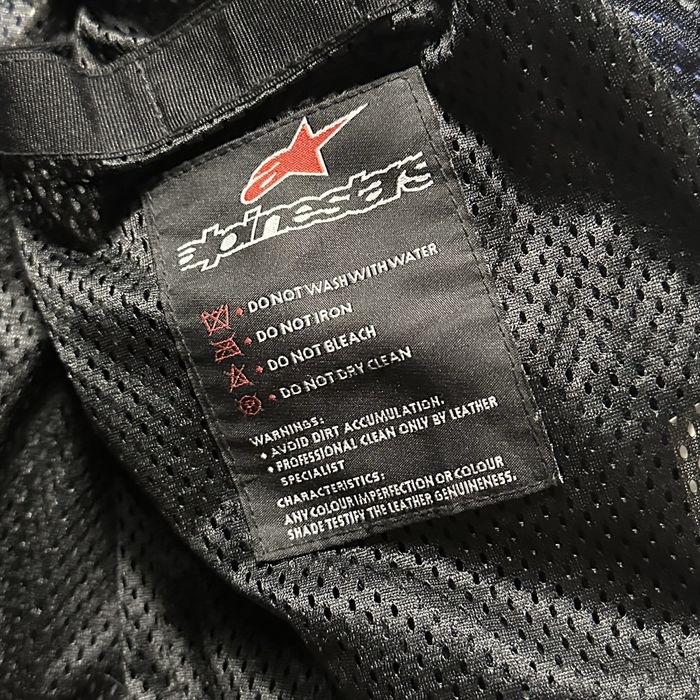 alpinestars
• DO NOT WASH WITH WATER
• DO NOT IRON
• DO NOT BLEACH
• DO NOT DRY CLEAN
WARNINGS:
• AVOID DIRT ACCUMULATION.
• PROFESSIONAL CLEAN ONLY BY LEATHER
SPECIALIST
CHARACTERISTICS:
ANY COLOUR IMPERFECTION OR COLOUR
SHADE TESTIFY THE LEATHER GENUINENESS.